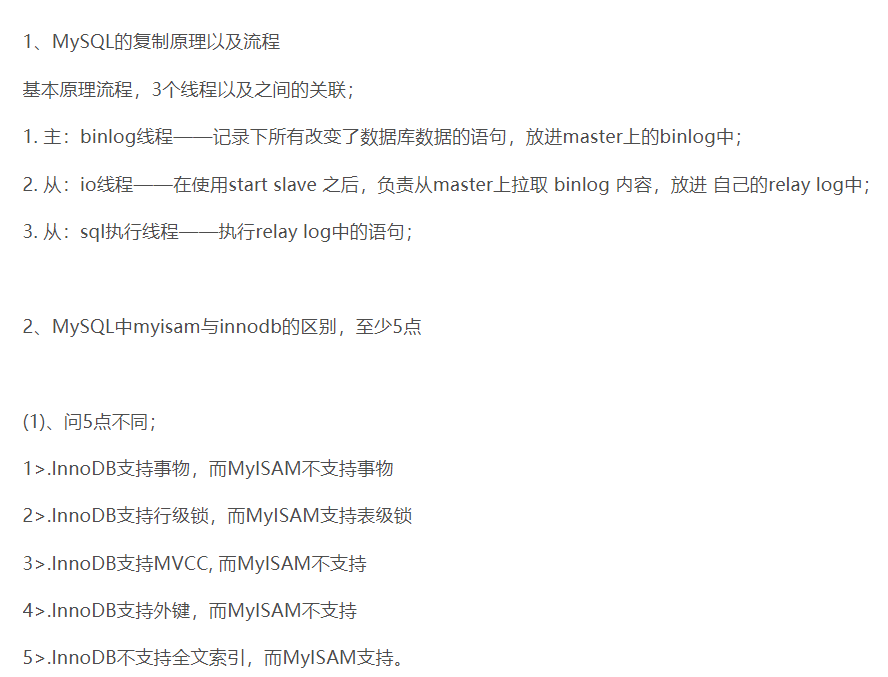 1、MySQL的复制原理以及流程
基本原理流程，3个线程以及之间的关联；
1. 主：binlog线程——记录下所有改变了数据库数据的语句，放进master上的binlog中；
2. 从：io线程——在使用start slave 之后，负责从master上拉取 binlog 内容，放进 自己的relay log中；
3. 从：sql执行线程——执行relay log中的语句；
2、MySQL中myisam与innodb的区别，至少5点
(1)、问5点不同；
1>.InnoDB支持事物，而MyISAM不支持事物
2>.InnoDB支持行级锁，而MyISAM支持表级锁
3>.InnoDB支持MVCC, 而MyISAM不支持
4>.InnoDB支持外键，而MyISAM不支持
5>.InnoDB不支持全文索引，而MyISAM支持。